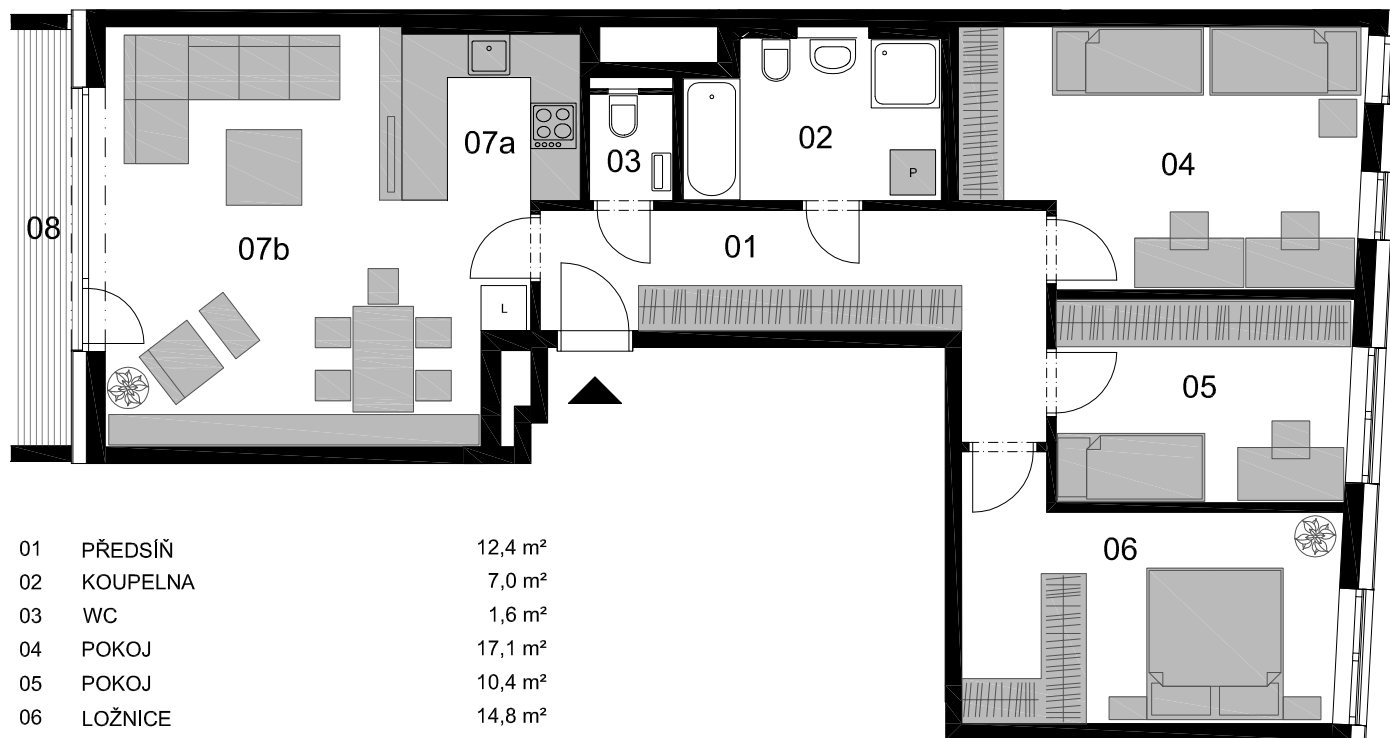 07a
03
02
04
08
07b
01
P
L
05
06
01 PŘEDSÍŇ 12,4 m²
02 KOUPELNA 7,0 m²
03 WC 1,6 m²
04 POKOJ 17,1 m²
05 POKOJ 10,4 m²
06 LOŽNICE 14,8 m²